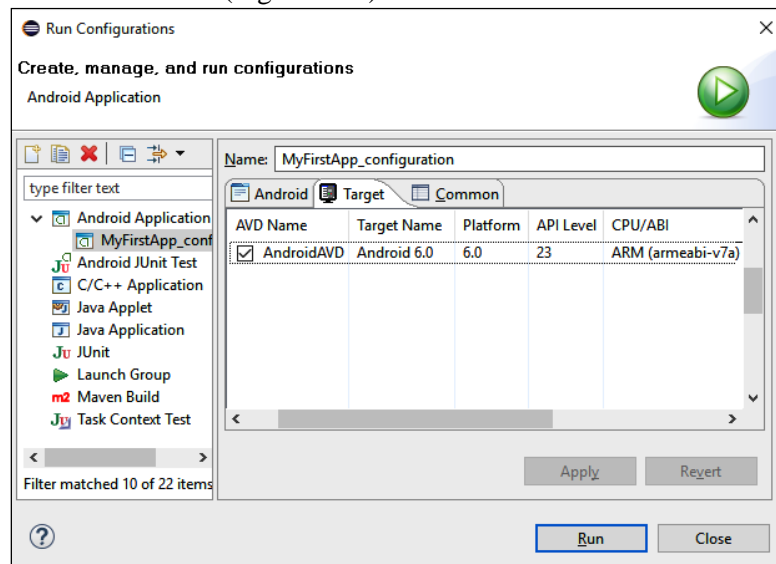 Run Configurations
Create, manage, and run configurations
Android Application
Name: MyFirstApp_configuration
type filter text
Android Application
MyFirstApp_conf
Android JUnit Test
C/C++ Application
Java Applet
Java Application
JUnit
Launch Group
m2 Maven Build
Task Context Test
Filter matched 10 of 22 items
Android Target Common
AVD Name Target Name Platform API Level CPU/ABI
AndroidAVD Android 6.0 6.0 23 ARM (armeabi-v7a)
Apply Revert
Run Close